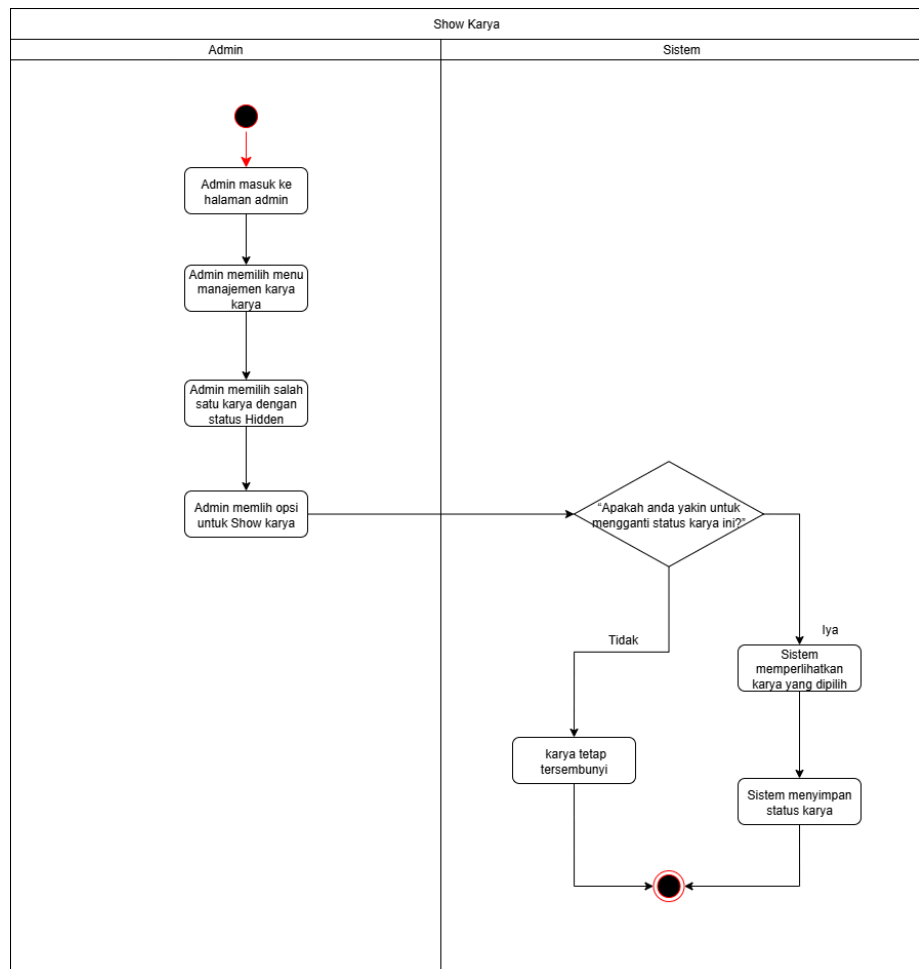 Show Karya
Admin
Sistem
Admin masuk ke
halaman admin
Admin memilih menu
manajemen karya
karya
Admin memilih salah
satu karya dengan
status Hidden
Admin memlih opsi
untuk Show karya
“Apakah anda yakin untuk
mengganti status karya ini?”
Tidak
Iya
Sistem
memperlihatkan
karya yang dipilih
karya tetap
tersembunyi
Sistem menyimpan
status karya